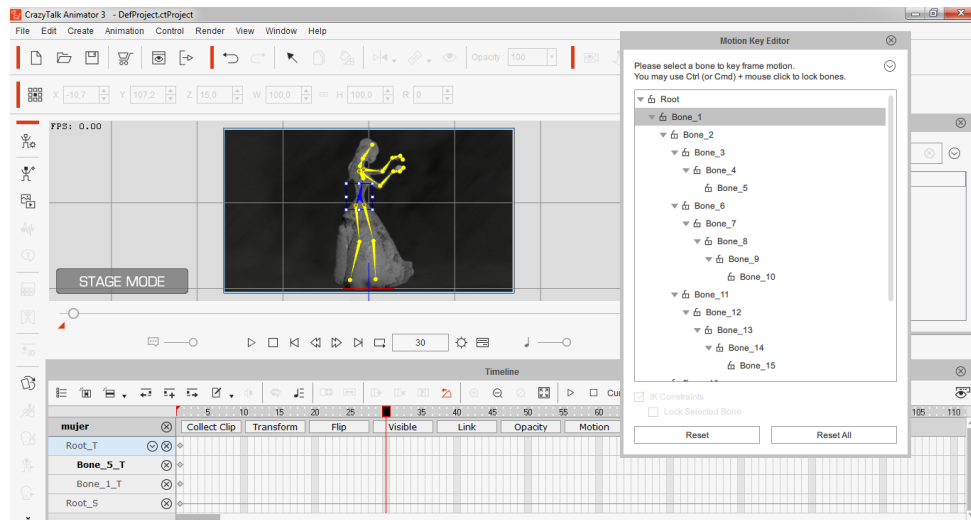 CrazyTalk Animator 3 - DefProject.ctProject
File Edit Create Animation Control Render View Window Help
Opacity: 100
X -10,7 Y 107,2 Z 15,0 W 100,0 H 100,0 R 0
FPS: 0.00
STAGE MODE
30
Motion Key Editor
Please select a bone to key frame motion.
You may use Ctrl (or Cmd) + mouse click to lock bones.
Root
Bone_1
Bone_2
Bone_3
Bone_4
Bone_5
Bone_6
Bone_7
Bone_8
Bone_9
Bone_10
Bone_11
Bone_12
Bone_13
Bone_14
Bone_15
IK Constraints
Lock Selected Bone
Reset Reset All
Timeline
Cu
5 10 15 20 25 35 40 45 50 55 60 105 110
mujer Collect Clip Transform Flip Visible Link Opacity Motion
Root_T
Bone_5_T
Bone_1_T
Root_S